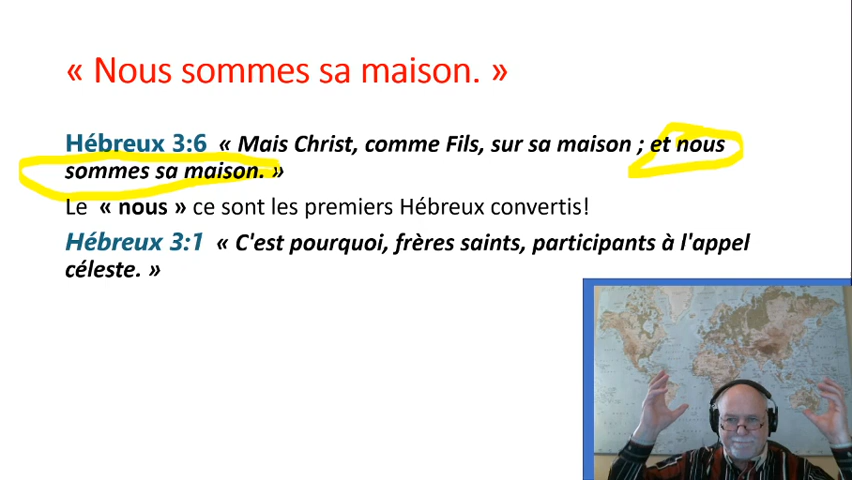 « Nous sommes sa maison. »
Hébreux 3:6 « Mais Christ, comme Fils, sur sa maison ; et nous
sommes sa maison. »
Le « nous » ce sont les premiers Hébreux convertis!
Hébreux 3:1 « C'est pourquoi, frères saints, participants à l'appel
céleste. »